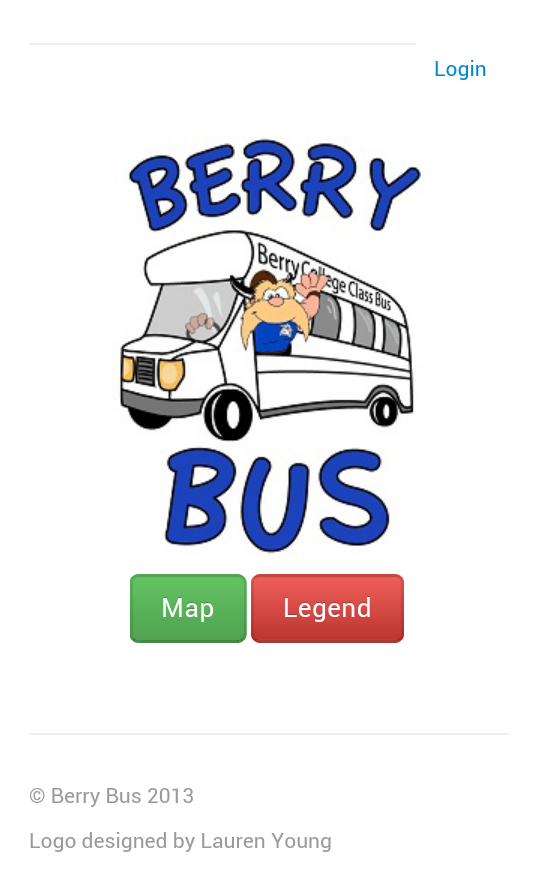 Login
BERRY
Berry College Class Bus
BUS
Map Legend
© Berry Bus 2013
Logo designed by Lauren Young